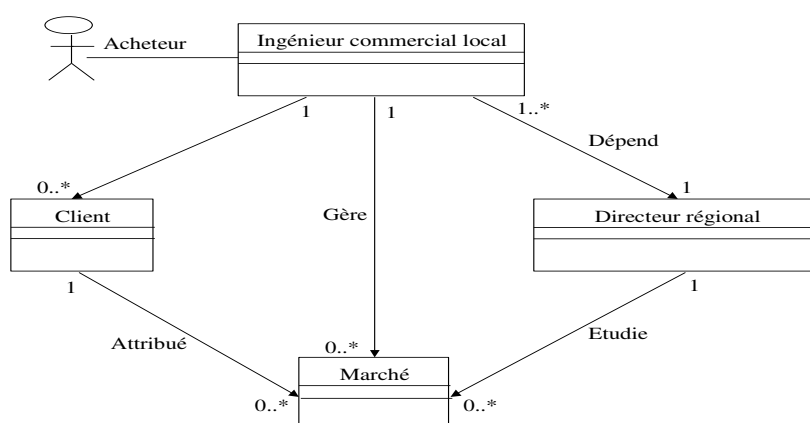 Acheteur
Ingénieur commercial local
1
1
1..*
Dépend
0..*
1
Client
Gère
Directeur régional
1
1
Attribué
Etudie
0..*
Marché
0..*
0..*